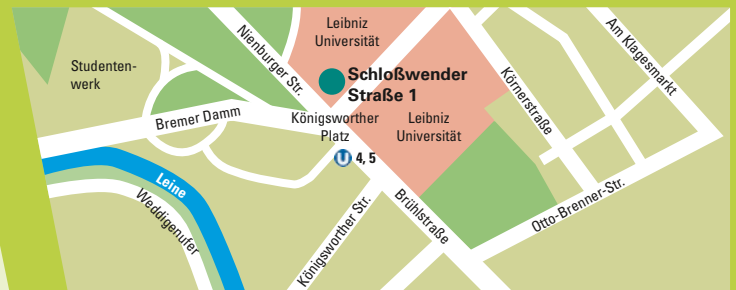 Leibniz
Universität
Nienburger Str.
Am Klagesmarkt
Studenten-
werk
Schloßwender
Straße 1
Körnerstraße
Bremer Damm
Königsworther
Platz
Leibniz
Universität
U 4, 5
Leine
Weddigenufer
Königsworther Str.
Brühlstraße
Otto-Brenner-Str.